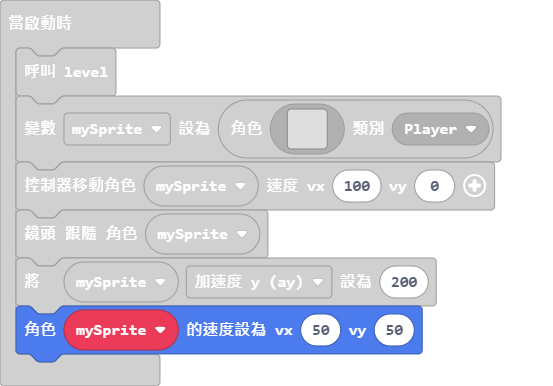 當啟動時
呼叫 level
變數 mySprite 設為 角色 類別 Player
控制器移動角色 mySprite 速度 vx 100 vy 0
鏡頭 跟隨 角色 mySprite
將 mySprite 加速度 y (ay) 設為 200
角色 mySprite 的速度設為 vx 50 vy 50